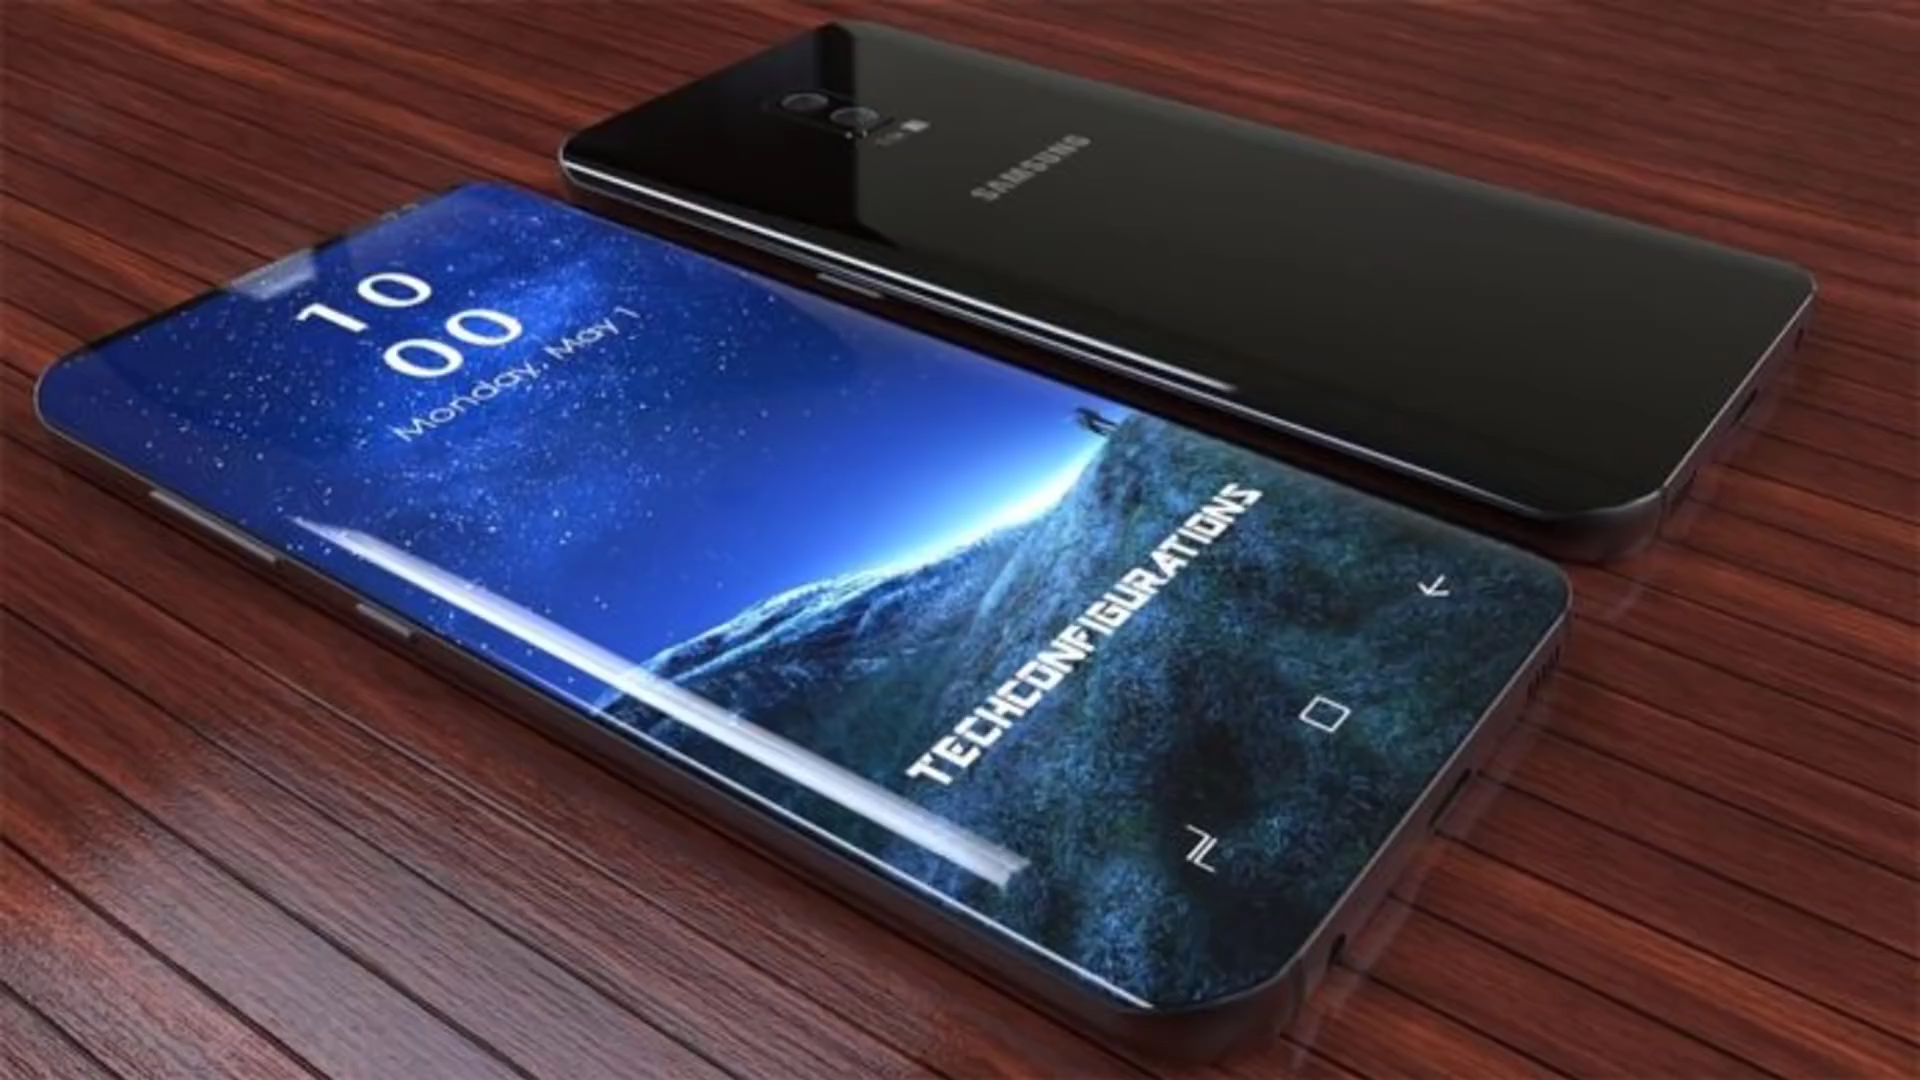 SAMSUNG
10
00
Monday, May 1
TECHCONFIGURATIONS